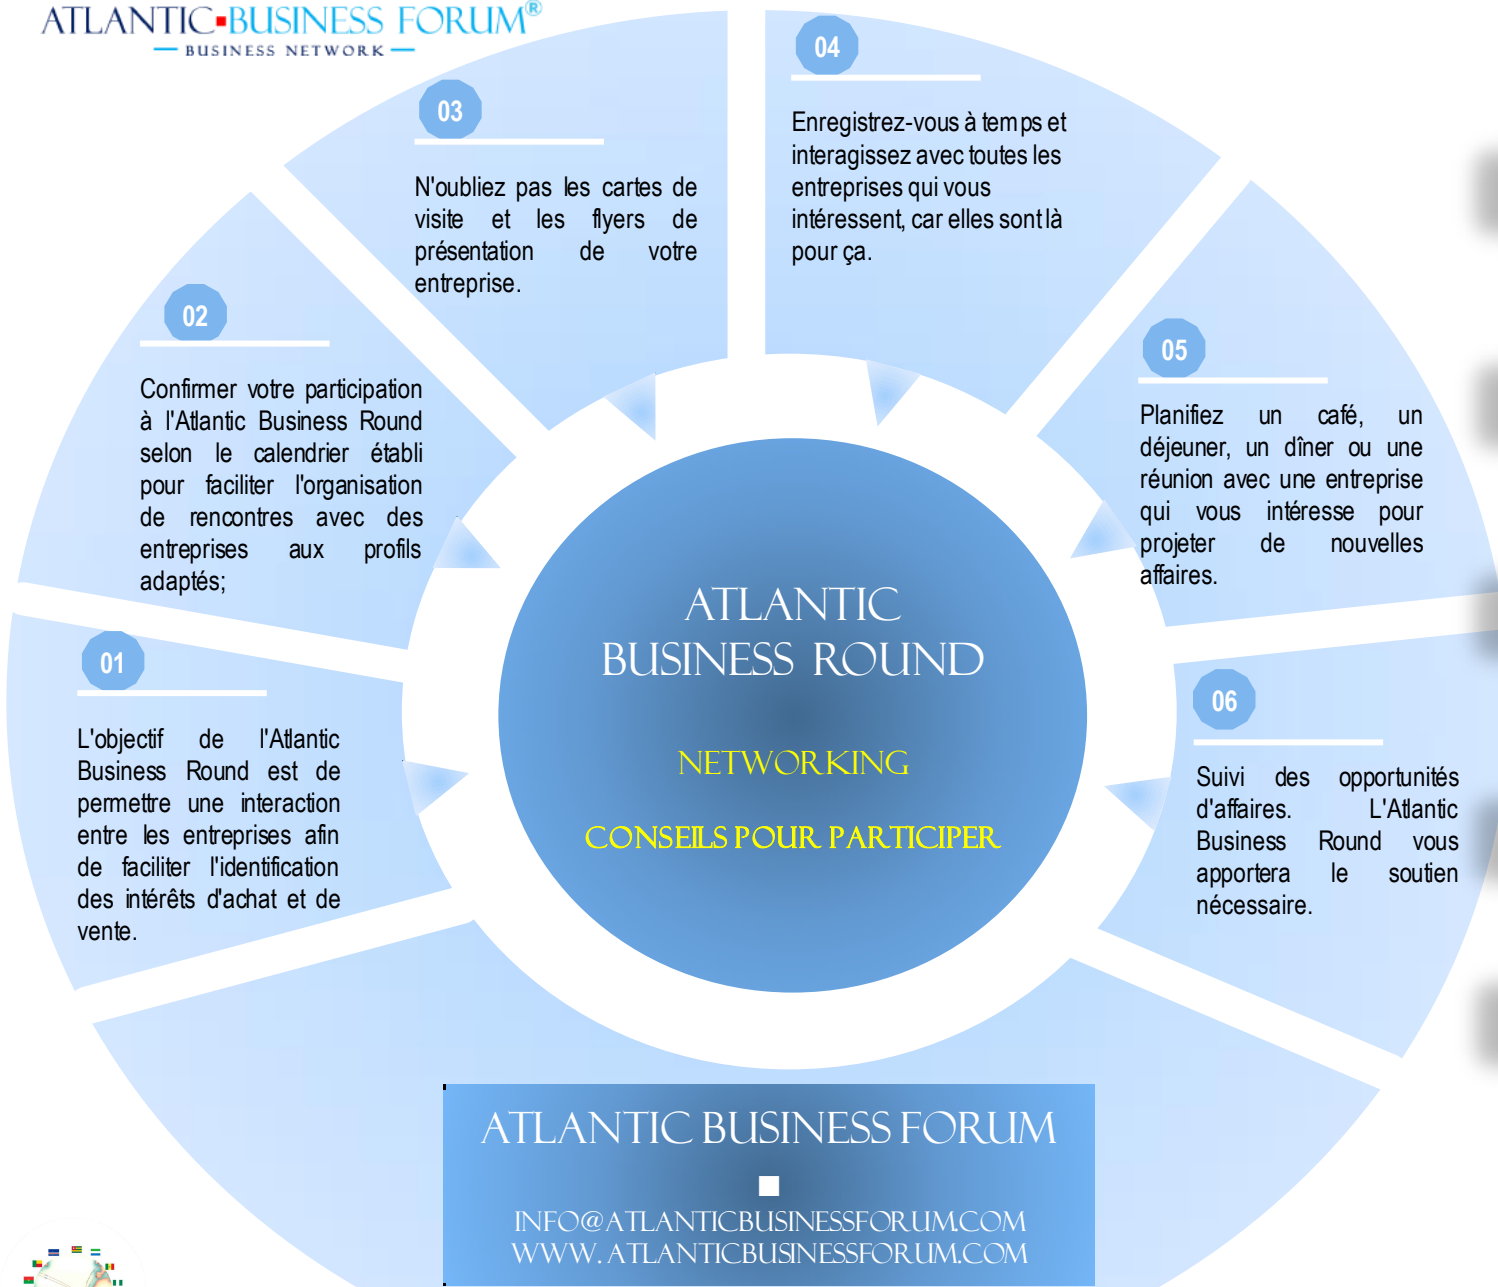 ATLANTIC▪BUSINESS FORUM®
— BUSINESS NETWORK —
01
L'objectif de l'Atlantic
Business Round est de
permettre une interaction
entre les entreprises afin
de faciliter l'identification
des intérêts d'achat et de
vente.
02
Confirmer votre participation
à l'Atlantic Business Round
selon le calendrier établi
pour faciliter l'organisation
de rencontres avec des
entreprises aux profils
adaptés;
03
N'oubliez pas les cartes de
visite et les flyers de
présentation de votre
entreprise.
04
Enregistrez-vous à temps et
interagissez avec toutes les
entreprises qui vous
intéressent, car elles sont là
pour ça.
05
Planifiez un café, un
déjeuner, un dîner ou une
réunion avec une entreprise
qui vous intéresse pour
projeter de nouvelles
affaires.
06
Suivi des opportunités
d'affaires. L'Atlantic
Business Round vous
apportera le soutien
nécessaire.
ATLANTIC
BUSINESS ROUND
NETWORKING
CONSEILS POUR PARTICIPER
ATLANTIC BUSINESS FORUM
INFO@ATLANTICBUSINESSFORUM.COM
WWW.ATLANTICBUSINESSFORUM.COM